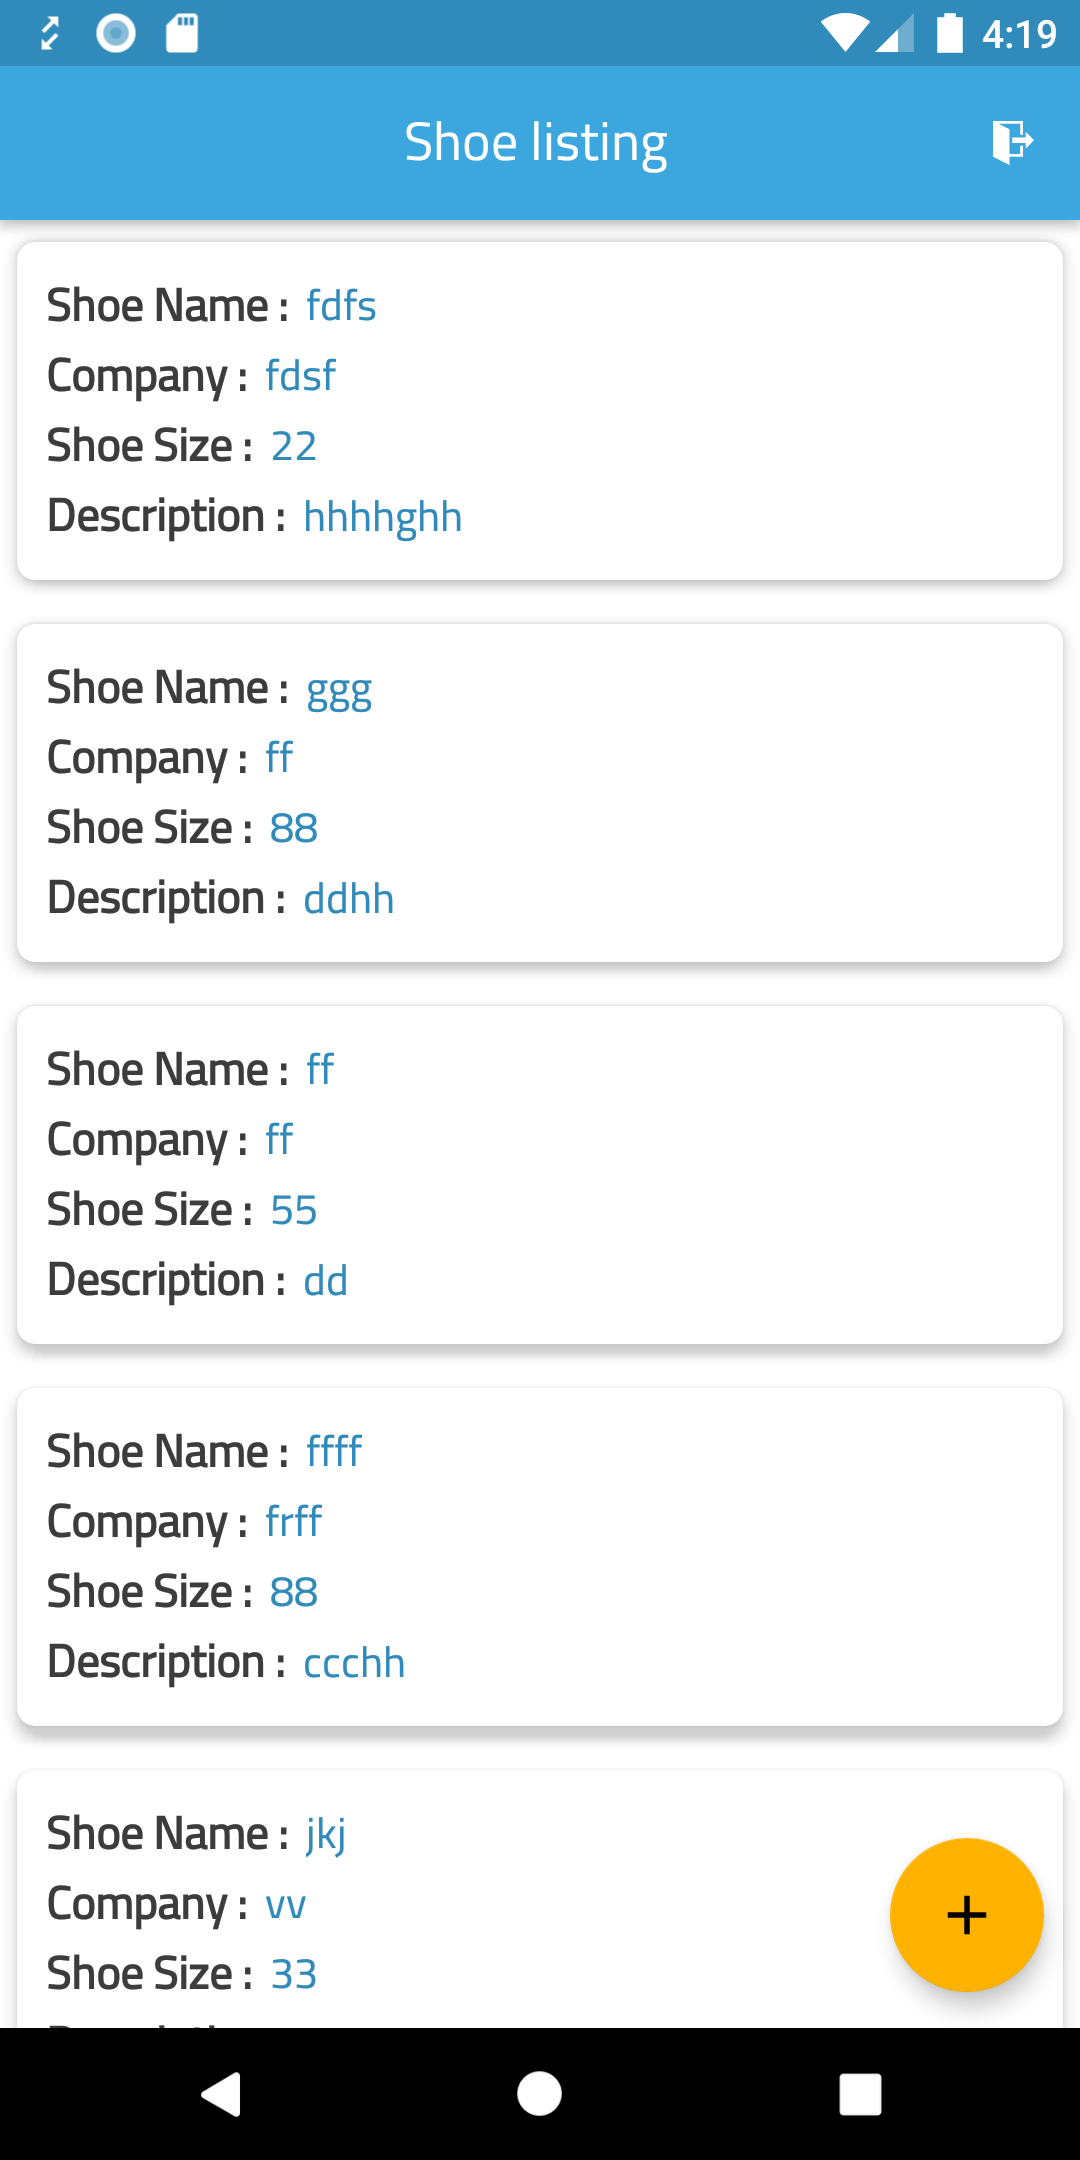 4:19
Shoe listing
Shoe Name : fdfs
Company : fdsf
Shoe Size : 22
Description : hhhhghh
Shoe Name : ggg
Company : ff
Shoe Size : 88
Description : ddhh
Shoe Name : ff
Company : ff
Shoe Size : 55
Description : dd
Shoe Name : ffff
Company : frff
Shoe Size : 88
Description : ccchh
Shoe Name : jkj
Company : vv
Shoe Size : 33